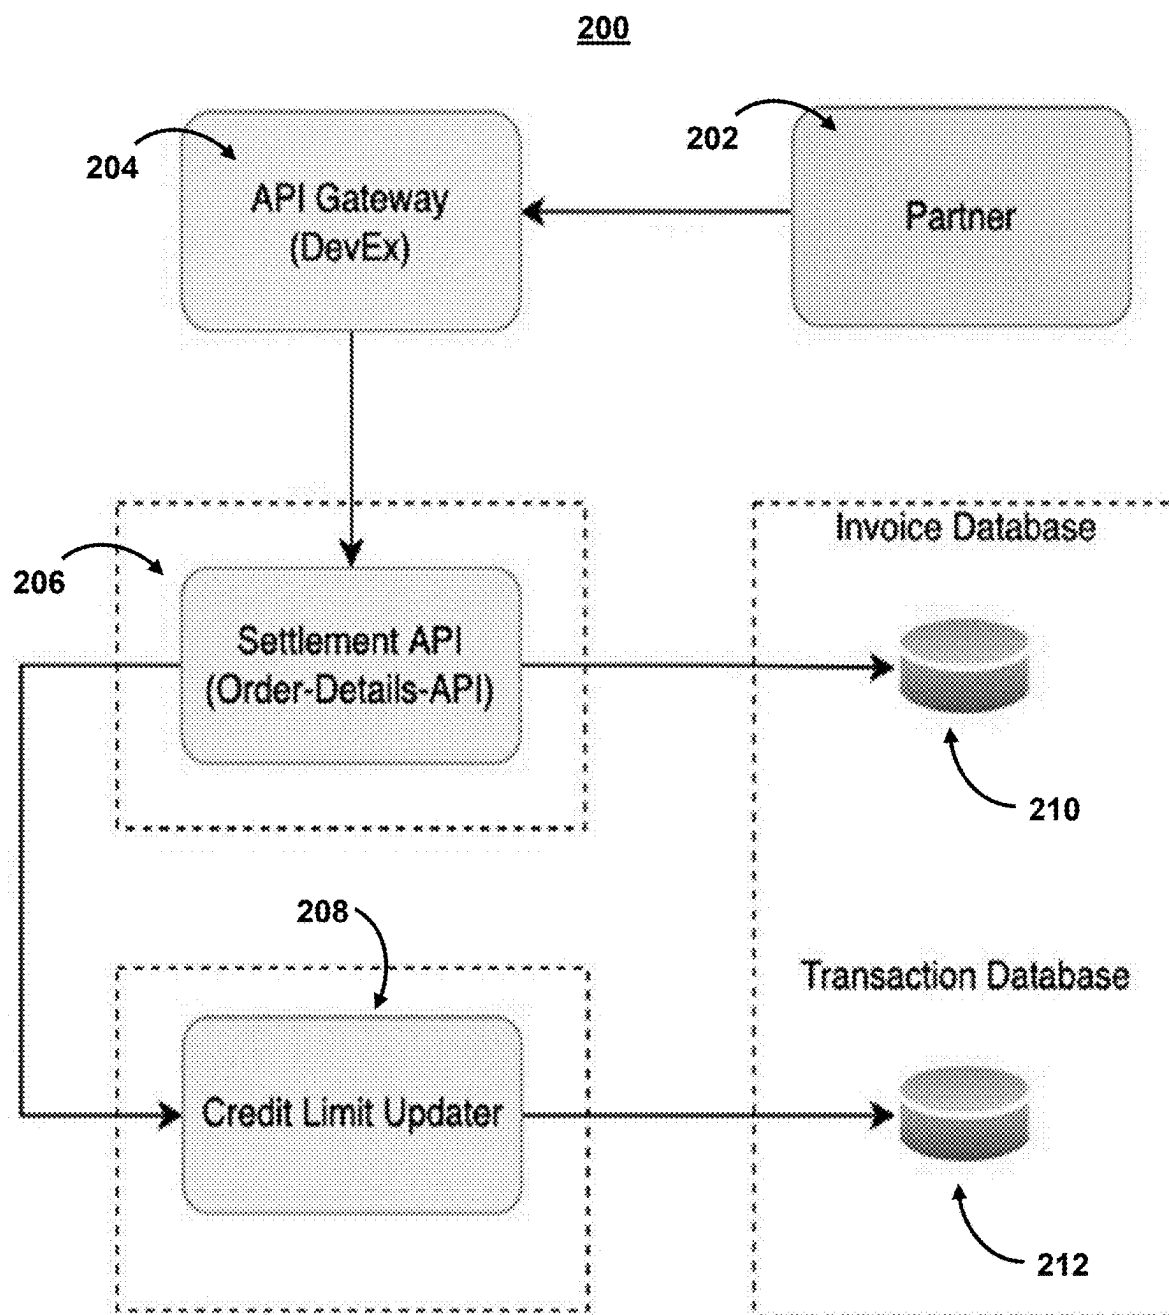 200
204
202
API Gateway
(DevEx)
Partner
206
Settlement API
(Order-Details-API)
Invoice Database
210
208
Credit Limit Updater
Transaction Database
212